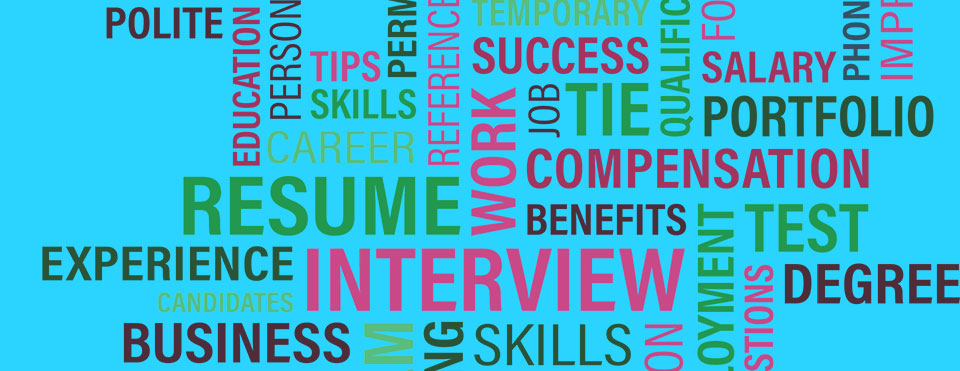 POLITE
EDUCATION
PERSON
TIPS
SKILLS
CAREER
PERM
REFERENCE
TEMPORARY
SUCCESS
WORK
JOB
TIE
QUALIFIC
FO
SALARY
PHON
IMPR
PORTFOLIO
COMPENSATION
RESUME
BENEFITS
TEST
EXPERIENCE
INTERVIEW
CANDIDATES
LOYMENT
STIONS
DEGREE
BUSINESS
M
NG
SKILLS
ON